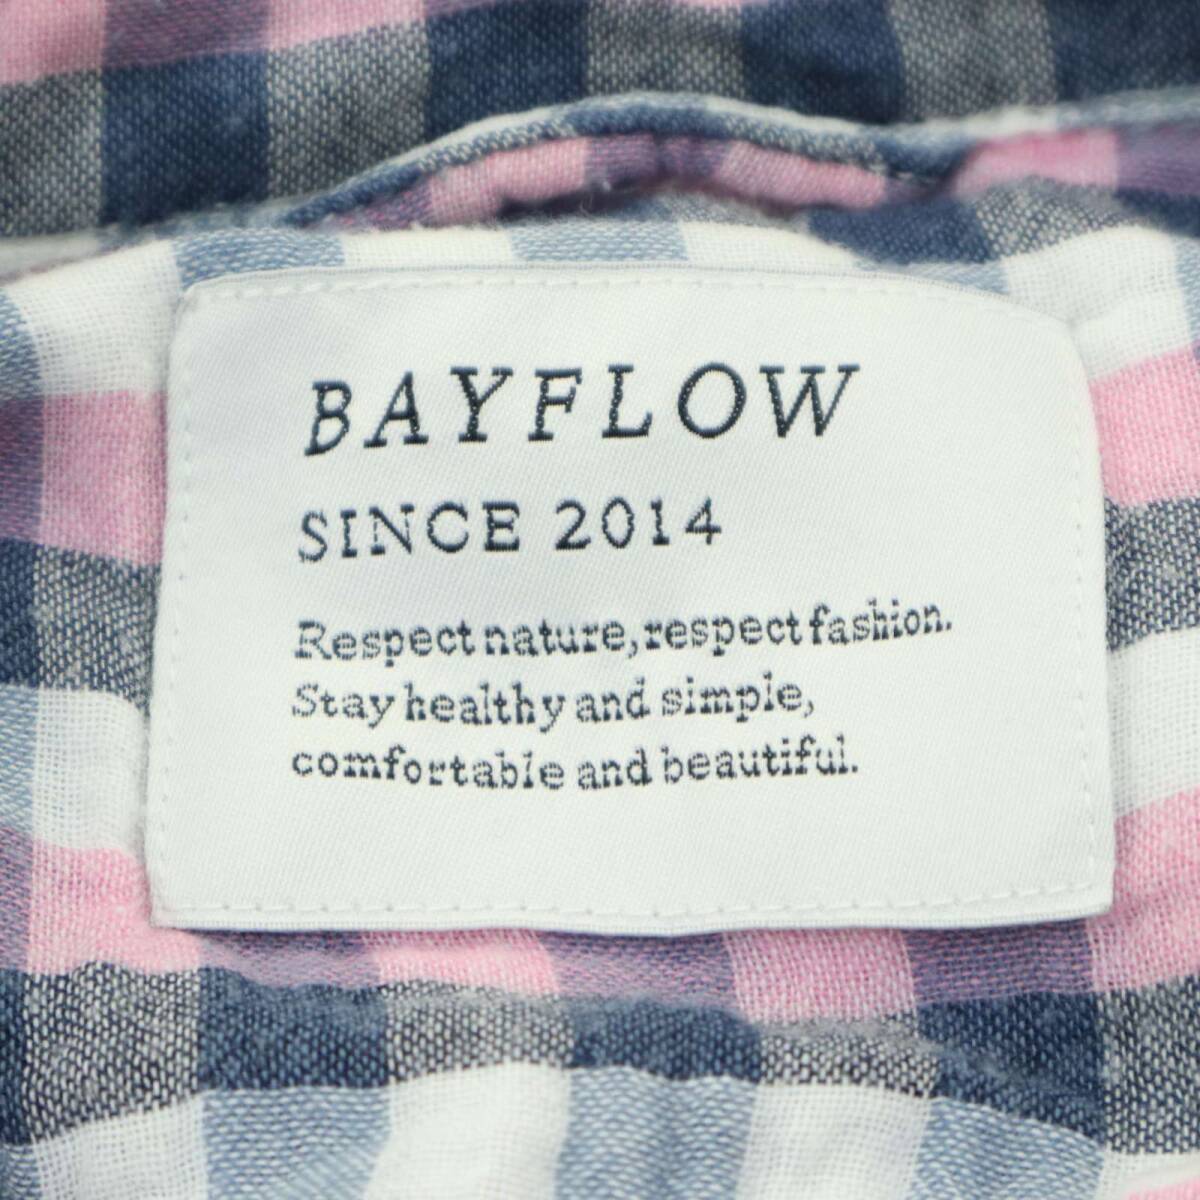 BAYFLOW
SINCE 2014
Respect nature, respect fashion.
Stay healthy and simple,
comfortable and beautiful.